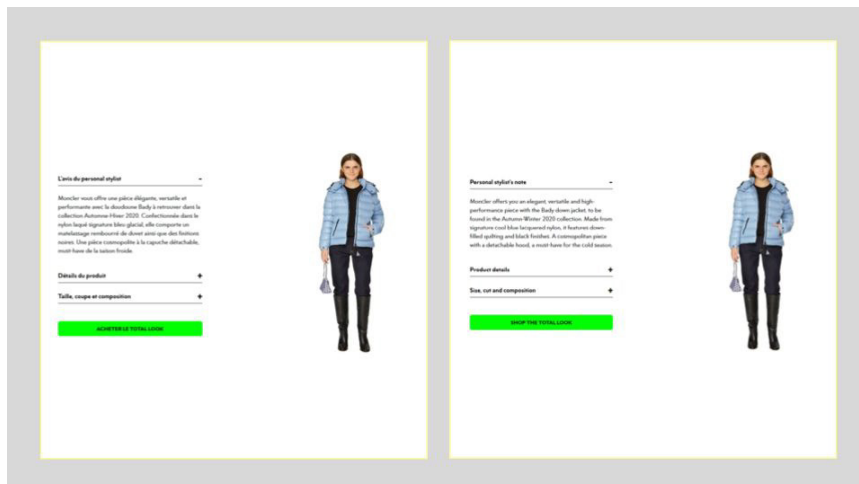 L'avis du personal stylist -
Moncler vous offre une pièce élégante, versatile et
performante avec la doudoune Bady à retrouver dans la
collection Automne-Hiver 2020. Confectionnée dans le
nylon laqué signature bleu glacial, elle comporte un
matelassage rembourré de duvet ainsi que des finitions
noires. Une pièce cosmopolite à la capuche détachable,
must-have de la saison froide.
Détails du produit +
Taille, coupe et composition +
ACHETER LE TOTAL LOOK
Personal stylist's note -
Moncler offers you an elegant, versatile and high-
performance piece with the Bady down jacket, to be
found in the Autumn-Winter 2020 collection. Made from
signature cool blue lacquered nylon, it features down-
filled quilting and black finishes. A cosmopolitan piece
with a detachable hood, a must-have for the cold season.
Product details +
Size, cut and composition +
SHOP THE TOTAL LOOK